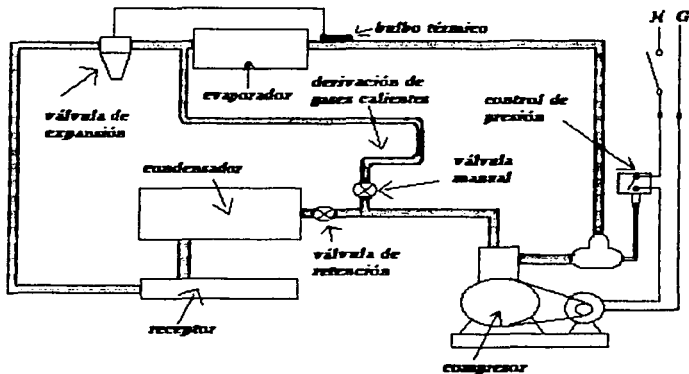 H G
bulbo térmico
válvula de
expansión
evaporador
derivación de
gases calientes
control de
presión
condensador
válvula
manual
válvula de
retención
receptor
compresor